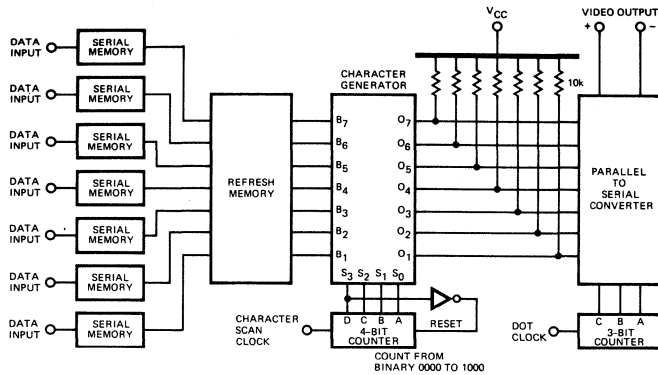 DATA INPUT
SERIAL MEMORY
DATA INPUT
SERIAL MEMORY
DATA INPUT
SERIAL MEMORY
DATA INPUT
SERIAL MEMORY
DATA INPUT
SERIAL MEMORY
DATA INPUT
SERIAL MEMORY
DATA INPUT
SERIAL MEMORY
REFRESH
MEMORY
CHARACTER
GENERATOR
B7
B6
B5
B4
B3
B2
B1
O7
O6
O5
O4
O3
O2
O1
S3 S2 S1 S0
VCC
10k
VIDEO OUTPUT
+ -
PARALLEL
TO
SERIAL
CONVERTER
CHARACTER
SCAN
CLOCK
D C B A
4-BIT
COUNTER
RESET
COUNT FROM
BINARY 0000 TO 1000
DOT
CLOCK
C B A
3-BIT
COUNTER